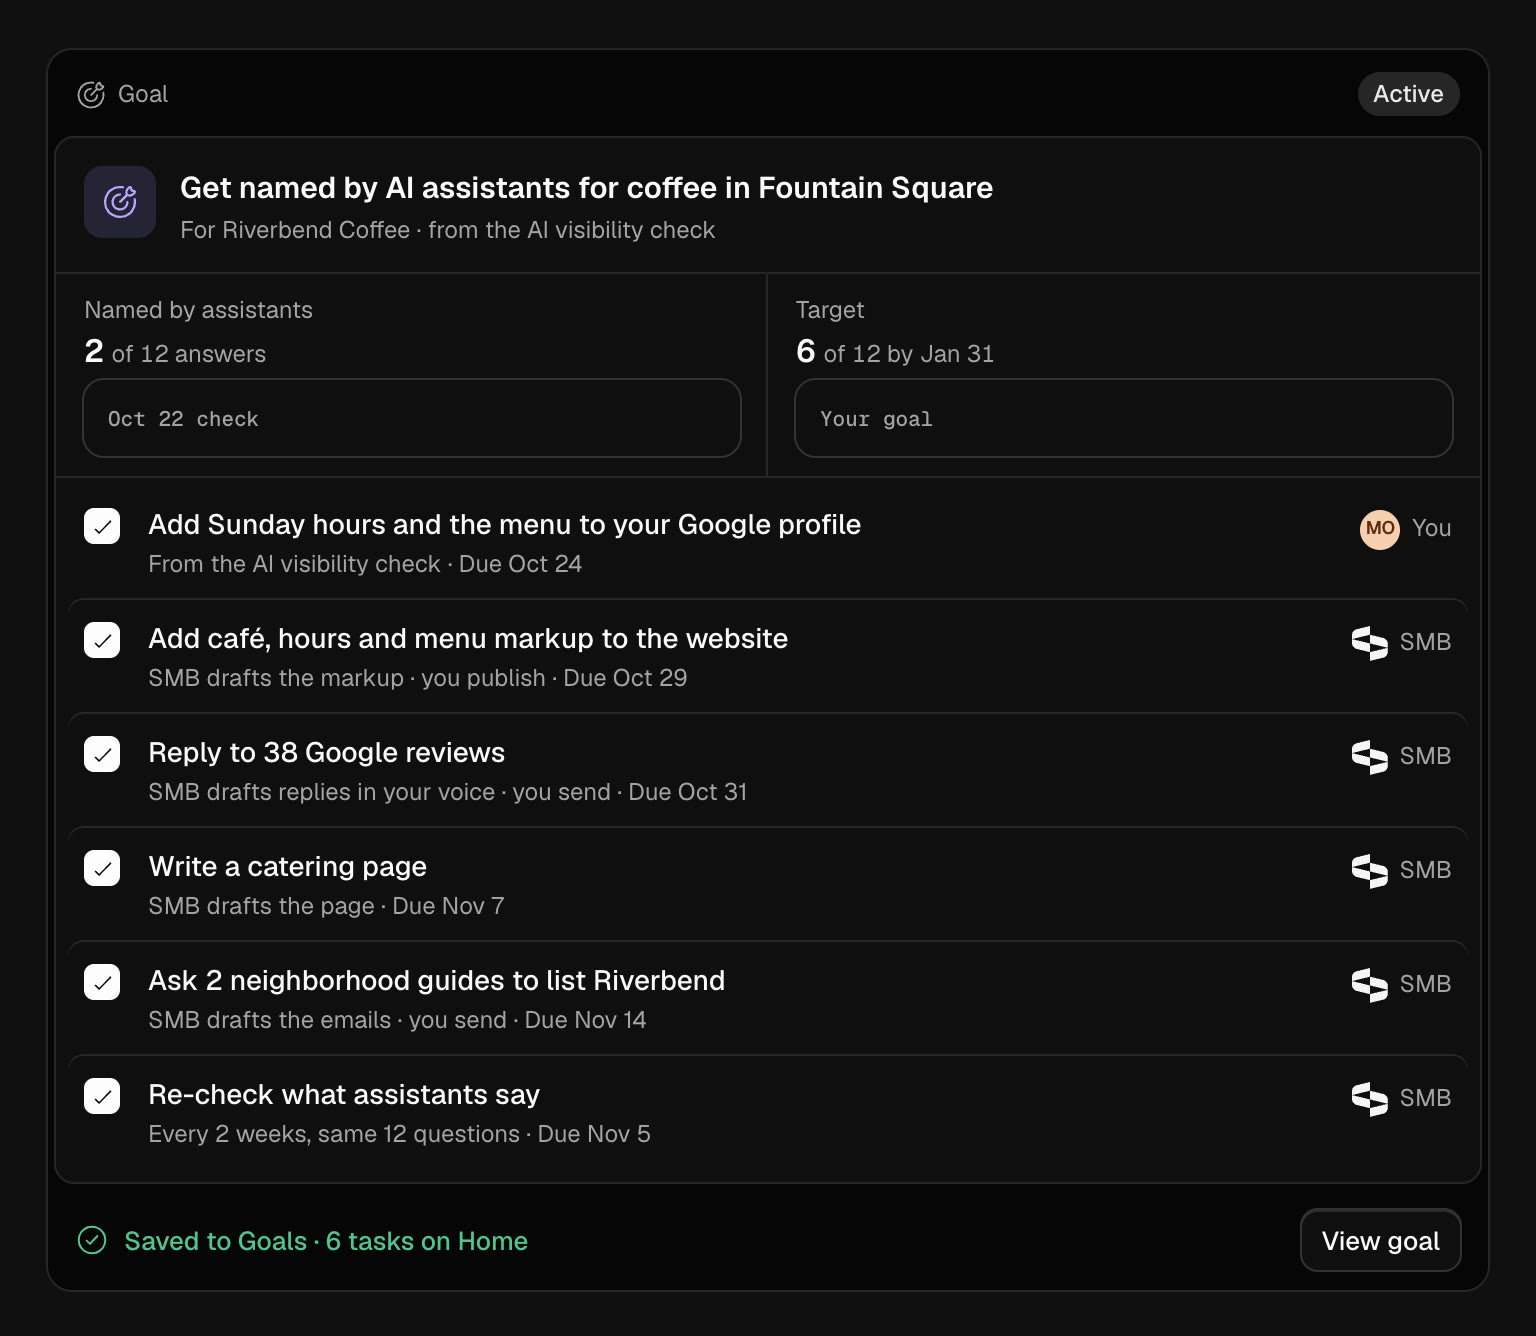 Goal
Active
Get named by AI assistants for coffee in Fountain Square
For Riverbend Coffee · from the AI visibility check
Named by assistants
2 of 12 answers
Oct 22 check
Target
6 of 12 by Jan 31
Your goal
Add Sunday hours and the menu to your Google profile
From the AI visibility check · Due Oct 24
MO You
Add café, hours and menu markup to the website
SMB drafts the markup · you publish · Due Oct 29
SMB
Reply to 38 Google reviews
SMB drafts replies in your voice · you send · Due Oct 31
SMB
Write a catering page
SMB drafts the page · Due Nov 7
SMB
Ask 2 neighborhood guides to list Riverbend
SMB drafts the emails · you send · Due Nov 14
SMB
Re-check what assistants say
Every 2 weeks, same 12 questions · Due Nov 5
SMB
Saved to Goals · 6 tasks on Home
View goal